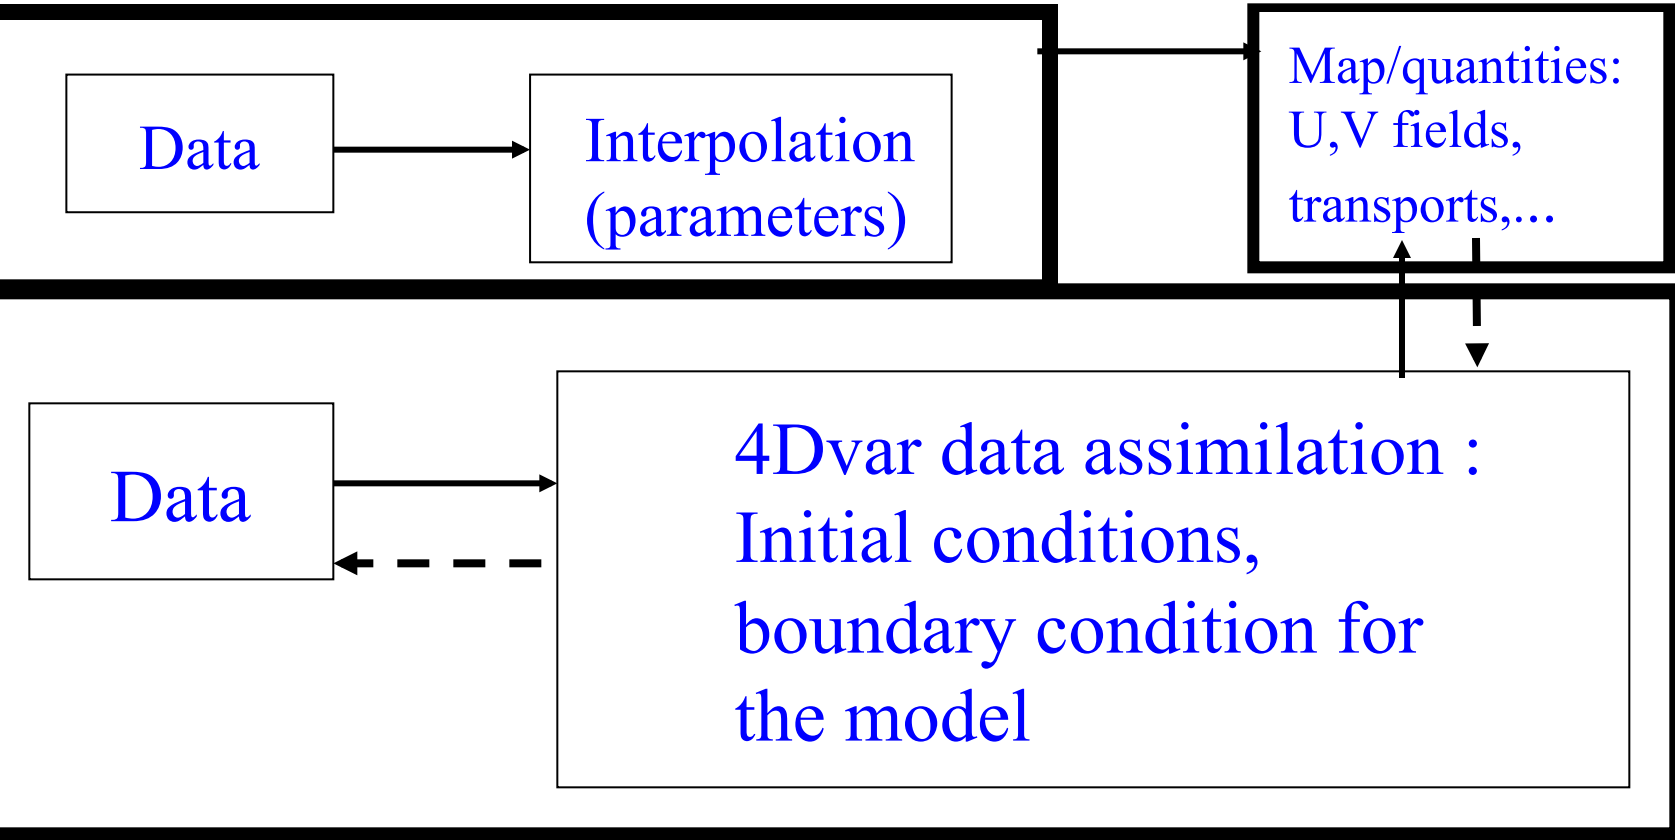 Data
Interpolation
(parameters)
Map/quantities:
U,V fields,
transports,...
Data
4Dvar data assimilation :
Initial conditions,
boundary condition for
the model